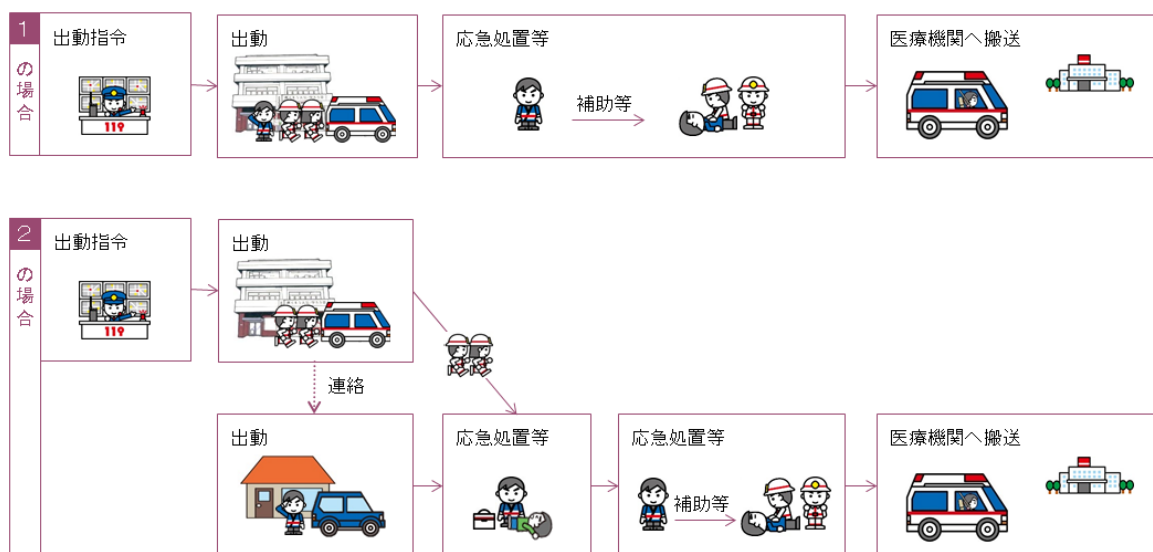 1
の場合
出動指令
119
出動
応急処置等
補助等
医療機関へ搬送
2
の場合
出動指令
119
出動
連絡
出動
応急処置等
応急処置等
補助等
医療機関へ搬送